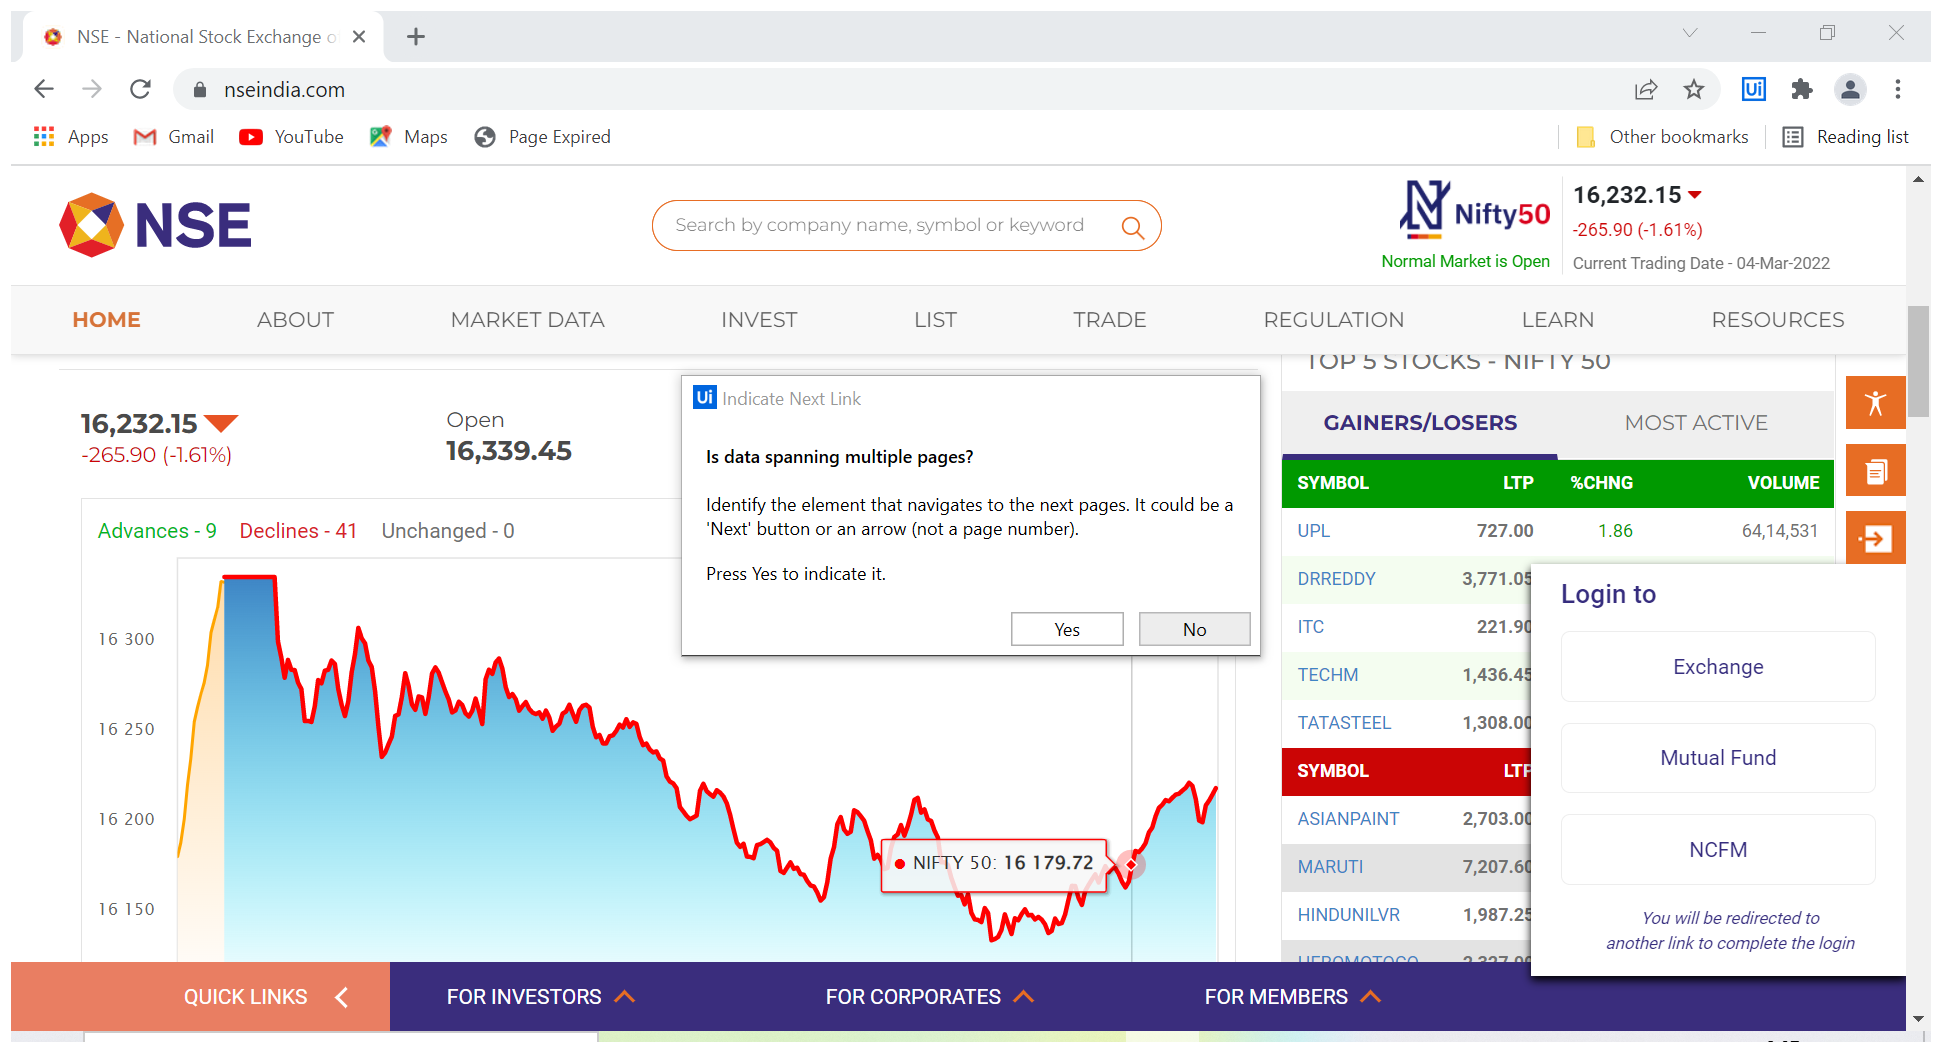 NSE - National Stock Exchange o
nseindia.com
Ui
Apps
Gmail
YouTube
Maps
Page Expired
Other bookmarks
Reading list
NSE
Search by company name, symbol or keyword
Nifty50
Normal Market is Open
16,232.15
-265.90 (-1.61%)
Current Trading Date - 04-Mar-2022
HOME
ABOUT
MARKET DATA
INVEST
LIST
TRADE
REGULATION
LEARN
RESOURCES
16,232.15
-265.90 (-1.61%)
Open
16,339.45
Advances - 9 Declines - 41 Unchanged - 0
16 300
16 250
16 200
16 150
NIFTY 50: 16 179.72
Ui Indicate Next Link
Is data spanning multiple pages?
Identify the element that navigates to the next pages. It could be a
'Next' button or an arrow (not a page number).
Press Yes to indicate it.
Yes
No
TOP 5 STOCKS - NIFTY 50
GAINERS/LOSERS
MOST ACTIVE
SYMBOL LTP %CHNG VOLUME
UPL 727.00 1.86 64,14,531
DRREDDY 3,771.05
ITC 221.90
TECHM 1,436.45
TATASTEEL 1,308.00
SYMBOL LTP
ASIANPAINT 2,703.00
MARUTI 7,207.60
HINDUNILVR 1,987.25
HEROMOTOCO 2,327.00
Login to
Exchange
Mutual Fund
NCFM
You will be redirected to
another link to complete the login
QUICK LINKS
FOR INVESTORS
FOR CORPORATES
FOR MEMBERS